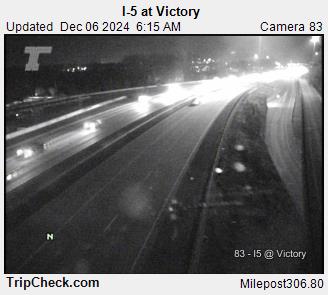 I-5 at Victory
Updated Dec 06 2024 6:15 AM Camera 83
T
N
83 - I5 @ Victory
TripCheck.com Milepost306.80